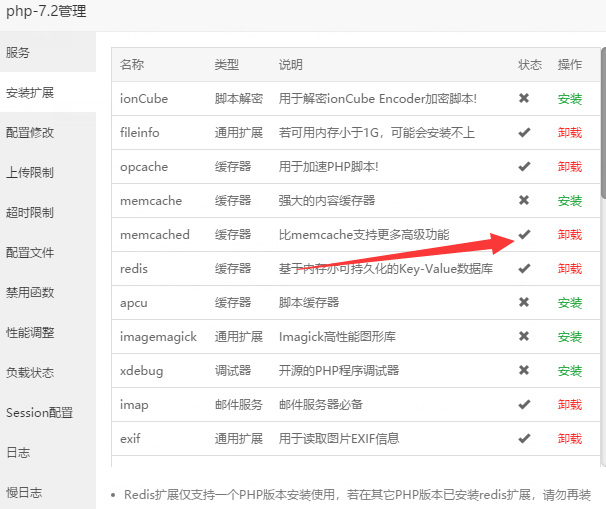 php-7.2管理
服务
安装扩展
配置修改
上传限制
超时限制
配置文件
禁用函数
性能调整
负载状态
Session配置
日志
慢日志
名称 类型 说明 状态 操作
ionCube 脚本解密 用于解密ionCube Encoder加密脚本! ✖ 安装
fileinfo 通用扩展 若可用内存小于1G，可能会安装不上 ✔ 卸载
opcache 缓存器 用于加速PHP脚本! ✔ 卸载
memcache 缓存器 强大的内容缓存器 ✖ 安装
memcached 缓存器 比memcache支持更多高级功能 ✔ 卸载
redis 缓存器 基于内存亦可持久化的Key-Value数据库 ✔ 卸载
apcu 缓存器 脚本缓存器 ✖ 安装
imagemagick 通用扩展 Imagick高性能图形库 ✖ 安装
xdebug 调试器 开源的PHP程序调试器 ✖ 安装
imap 邮件服务 邮件服务器必备 ✔ 卸载
exif 通用扩展 用于读取图片EXIF信息 ✔ 卸载
• Redis扩展仅支持一个PHP版本安装使用，若在其它PHP版本已安装redis扩展，请勿再装